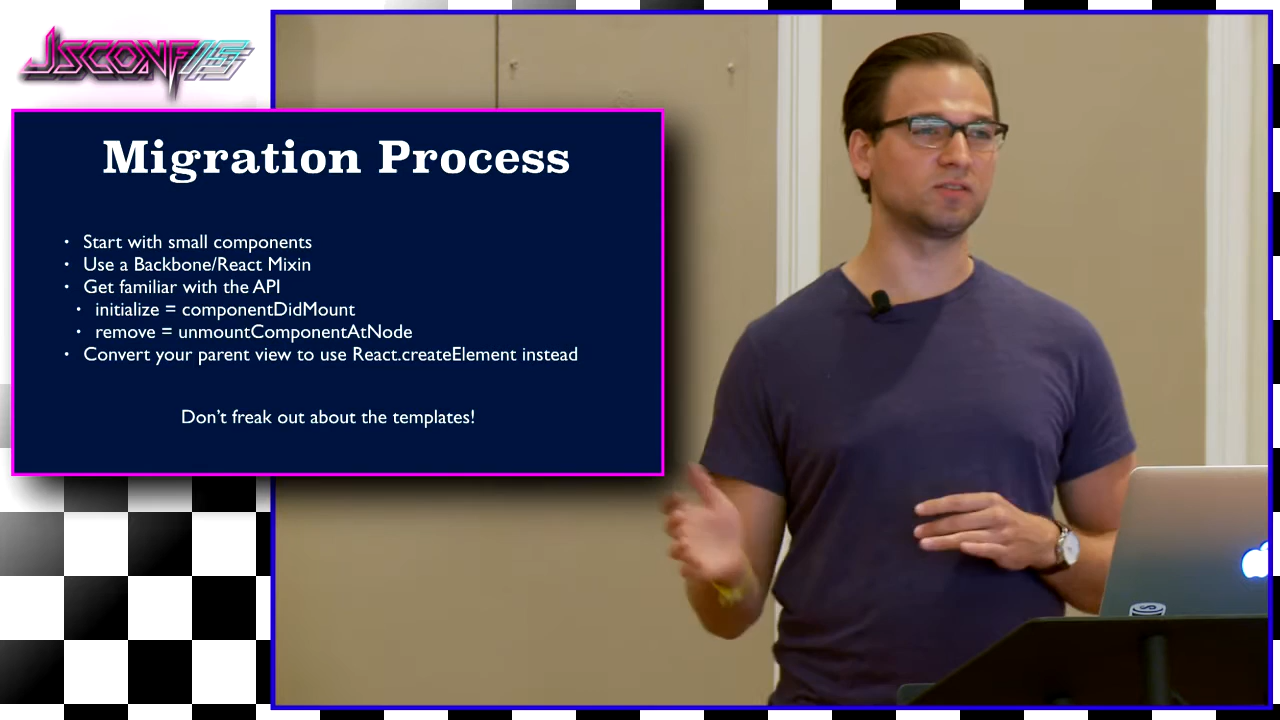 JSCONF15
Migration Process
• Start with small components
• Use a Backbone/React Mixin
• Get familiar with the API
• initialize = componentDidMount
• remove = unmountComponentAtNode
• Convert your parent view to use React.createElement instead
Don't freak out about the templates!